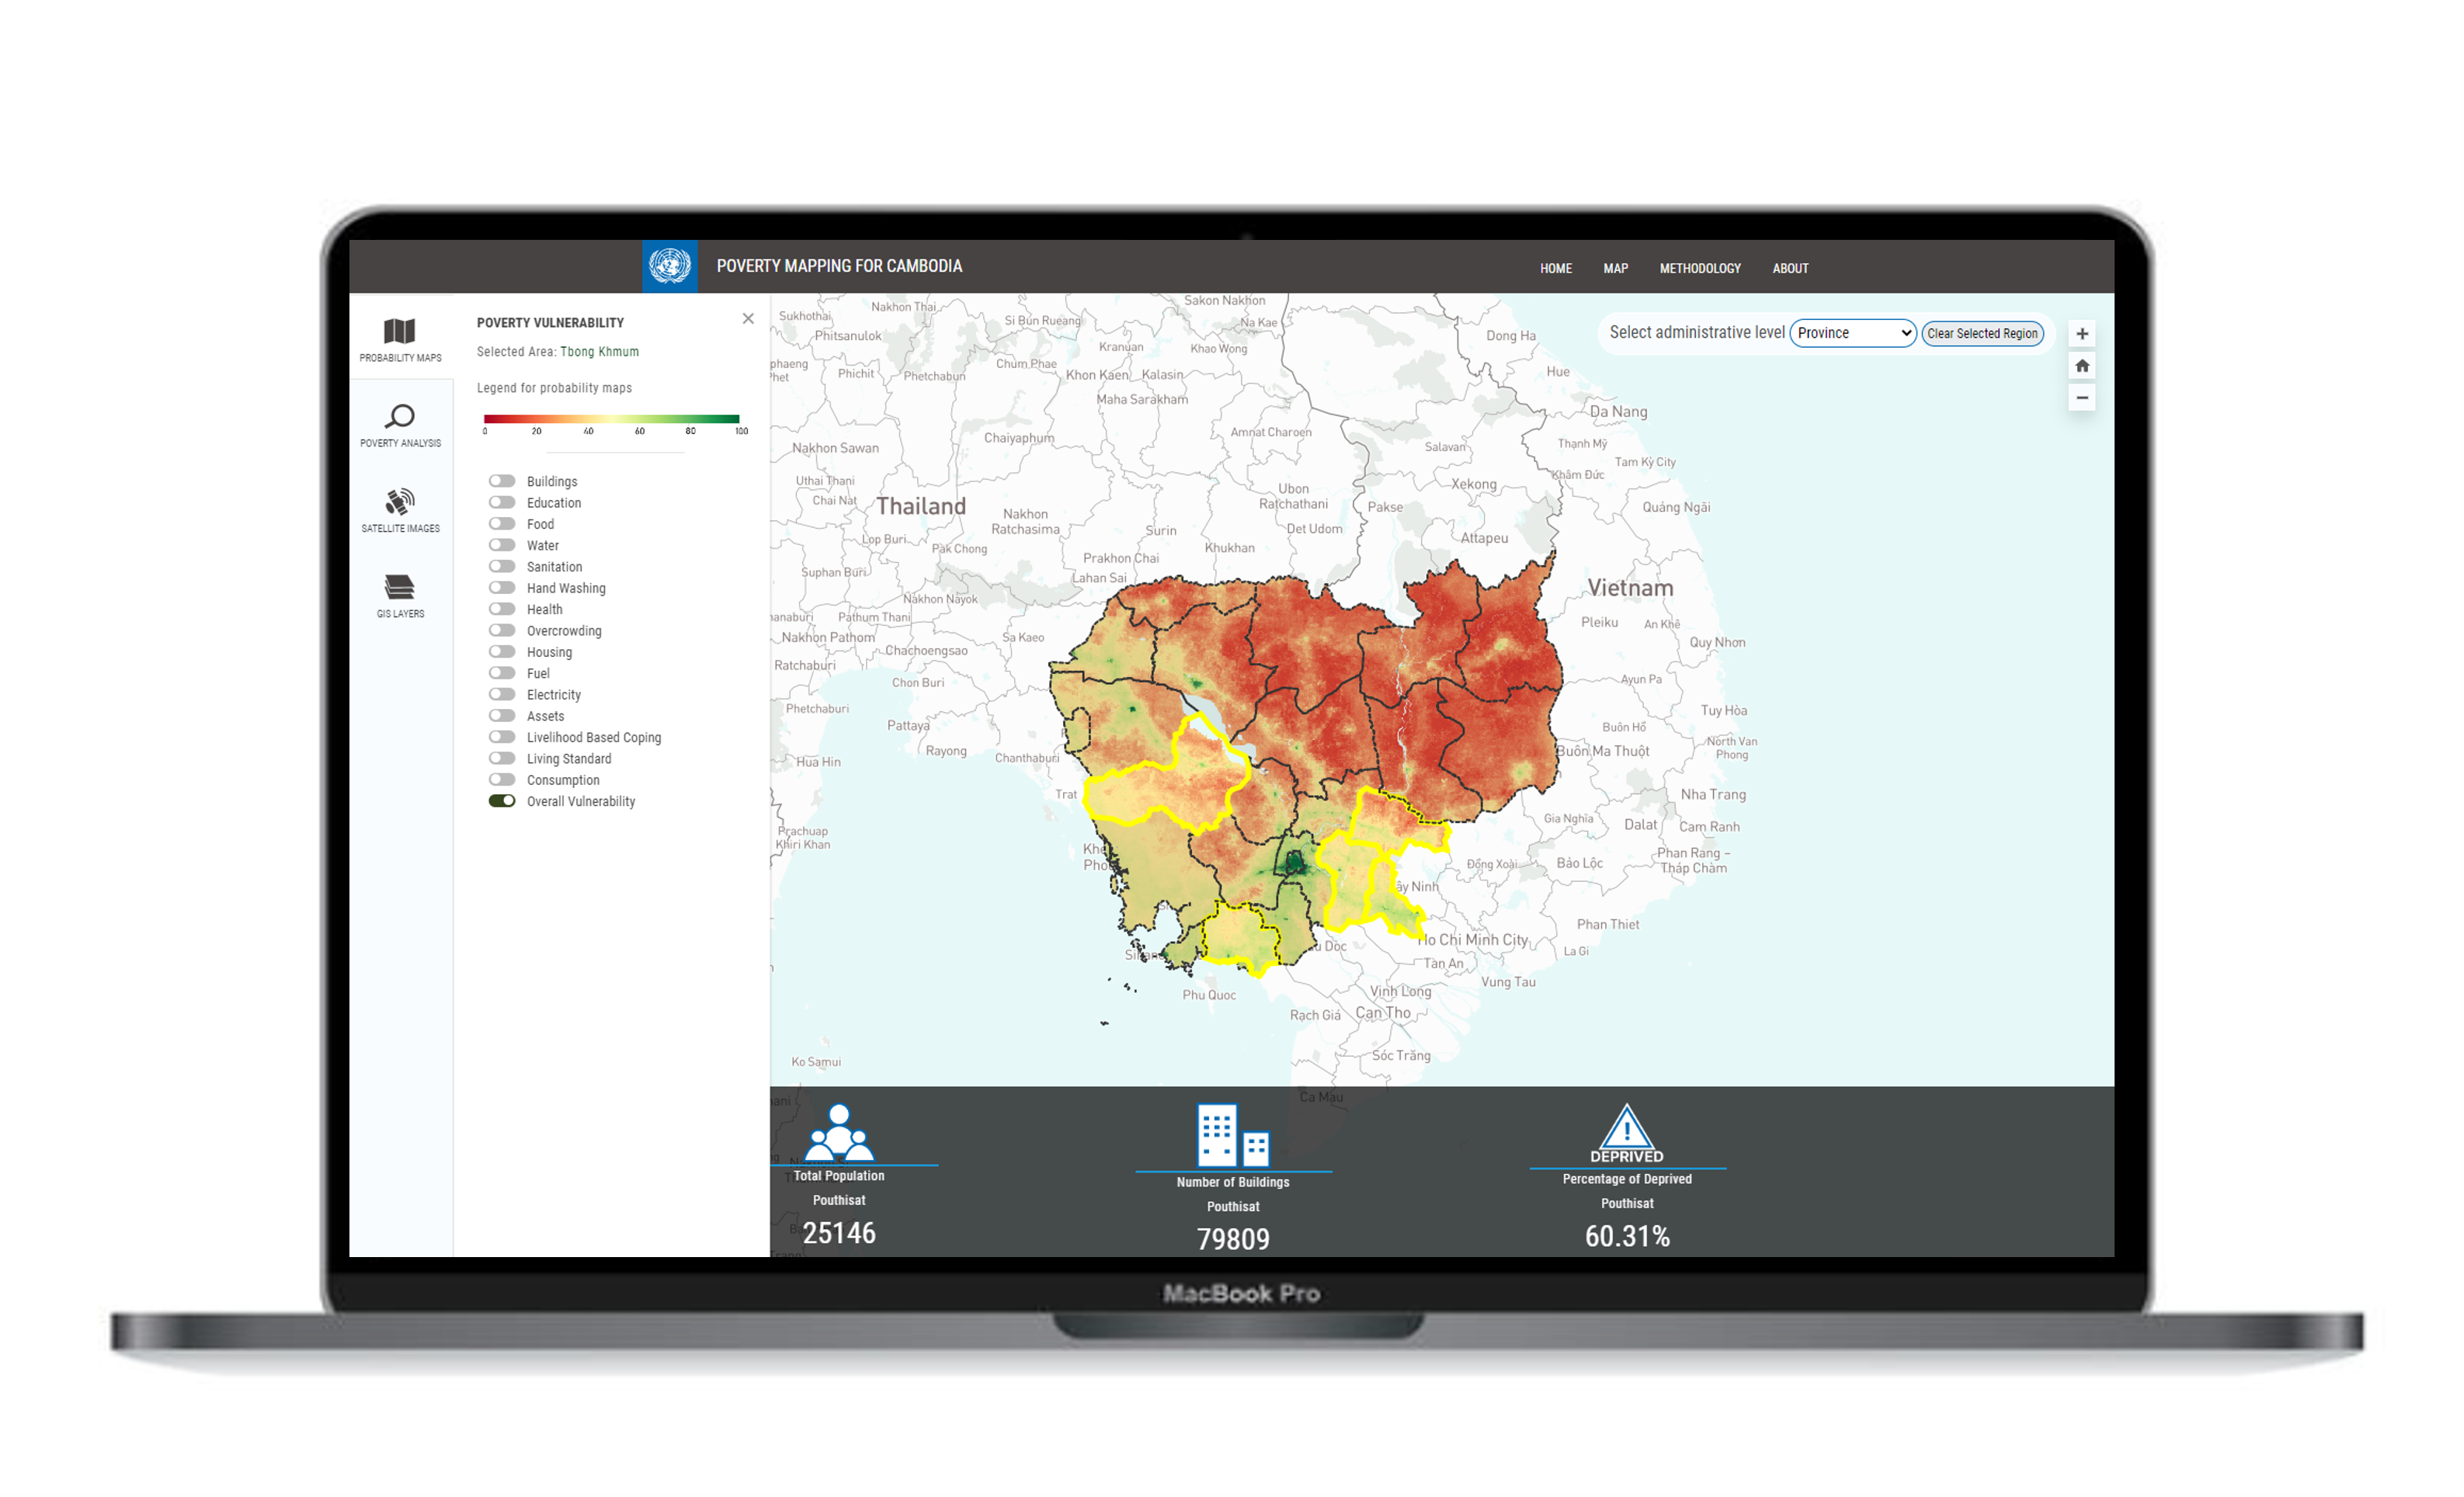 POVERTY MAPPING FOR CAMBODIA
HOME
MAP
METHODOLOGY
ABOUT
PROBABILITY MAPS
POVERTY ANALYSIS
SATELLITE IMAGES
GIS LAYERS
POVERTY VULNERABILITY
Selected Area: Tbong Khmum
Legend for probability maps
0 20 40 60 80 100
Buildings
Education
Food
Water
Sanitation
Hand Washing
Health
Overcrowding
Housing
Fuel
Electricity
Assets
Livelihood Based Coping
Living Standard
Consumption
Overall Vulnerability
Select administrative level Province Clear Selected Region
Sakon Nakhon
Nakhon Thai
Sukhothai
Si Bun Rueang
Na Kae
Phitsanulok
Dong Ha
Kranuan
Khao Wong
Chum Phae
phaeng
Phet
Phichit
Phetchabun
Khon Kaen
Kalasin
Hue
Maha Sarakham
Da Nang
Amnat Charoen
Chaiyaphum
Nakhon Sawan
Salavan
Thạnh Mỹ
Tam Kỳ City
Uthai Thani
Khâm Đức
Chai Nat
Xekong
Ubon
Ratchathani
Thailand
Nakhon
Ratchasima
Pakse
Quảng Ngãi
Surin
Det Udom
Lop Buri
Pak Chong
Khukhan
Attapeu
Prakhon Chai
Suphan Buri
Lahan Sai
Vietnam
Nakhon Nayok
anaburi
Pathum Thani
Pleiku
An Khê
Nakhon Pathom
Sa Kaeo
Quy Nhon
Chachoengsao
Ratchaburi
Chon Buri
Ayun Pa
Phetchaburi
Tuy Hòa
Pattaya
Buôn Hồ
Rayong
Chanthaburi
Buôn Ma Thuột
North Van
Phong
Hua Hin
Trat
Nha Trang
Gia Nghĩa
Dalat
Cam Ranh
Prachuap
Khiri Khan
Khe
Pho
Đồng Xoài
Bảo Lộc
Phan Rang –
Tháp Chàm
ây Ninh
Phan Thiet
Ho Chi Minh City
u Doc
La Gi
Sihan
Tan An
Vung Tau
Phu Quoc
Vinh Long
Rạch Giá
Can Tho
Sóc Trăng
Ko Samui
Ca Mau
DEPRIVED
Total Population
Pouthisat
25146
Number of Buildings
Pouthisat
79809
Percentage of Deprived
Pouthisat
60.31%
MacBook Pro